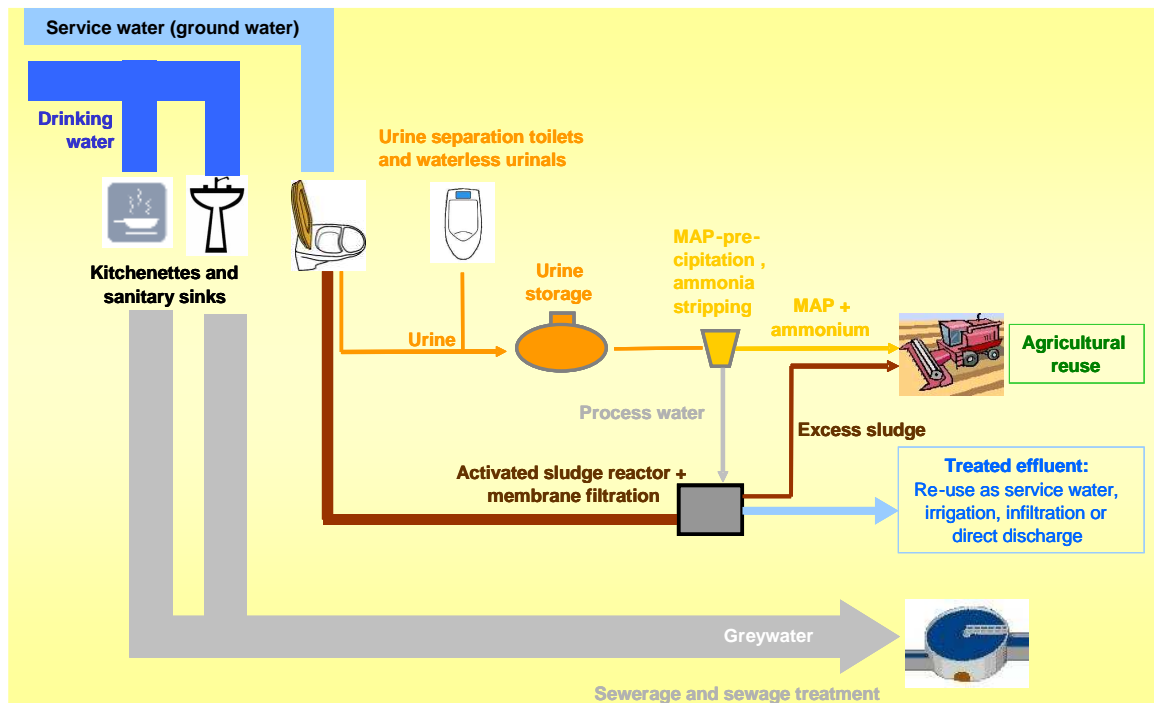 Service water (ground water)
Drinking
water
Urine separation toilets
and waterless urinals
Kitchenettes and
sanitary sinks
Urine
Urine
storage
MAP-pre-
cipitation ,
ammonia
stripping
MAP +
ammonium
Agricultural
reuse
Process water
Excess sludge
Activated sludge reactor +
membrane filtration
Treated effluent:
Re-use as service water,
irrigation, infiltration or
direct discharge
Greywater
Sewerage and sewage treatment